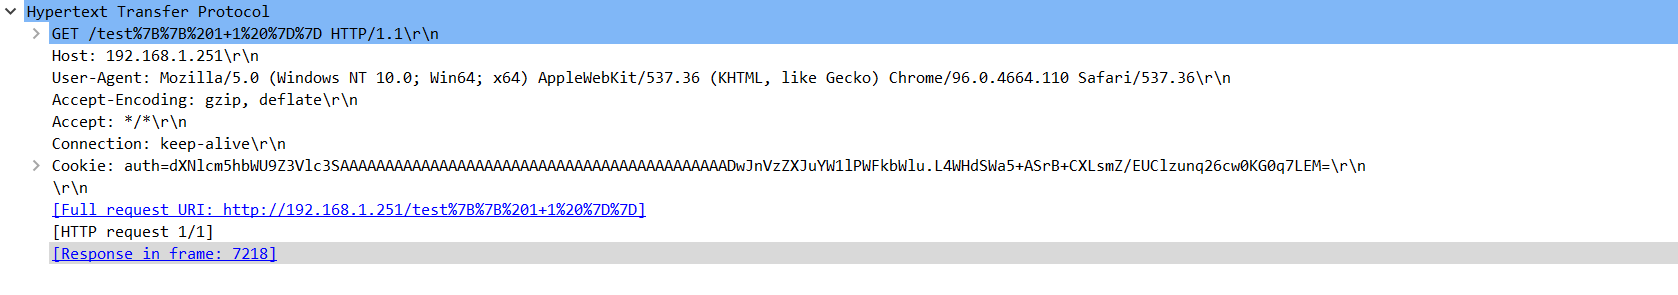 Hypertext Transfer Protocol
GET /test%7B%7B%201+1%20%7D%7D HTTP/1.1\r\n
Host: 192.168.1.251\r\n
User-Agent: Mozilla/5.0 (Windows NT 10.0; Win64; x64) AppleWebKit/537.36 (KHTML, like Gecko) Chrome/96.0.4664.110 Safari/537.36\r\n
Accept-Encoding: gzip, deflate\r\n
Accept: */*\r\n
Connection: keep-alive\r\n
Cookie: auth=dXNlcm5hbWU9Z3Vlc3SAAAAAAAAAAAAAAAAAAAAAAAAAAAAAAAAAAAAAAAAAAADwJnVzZXJuYW1lPWFkbWlu.L4WHdSWa5+ASrB+CXLsmZ/EUClzunq26cw0KG0q7LEM=\r\n
\r\n
[Full request URI: http://192.168.1.251/test%7B%7B%201+1%20%7D%7D]
[HTTP request 1/1]
[Response in frame: 7218]